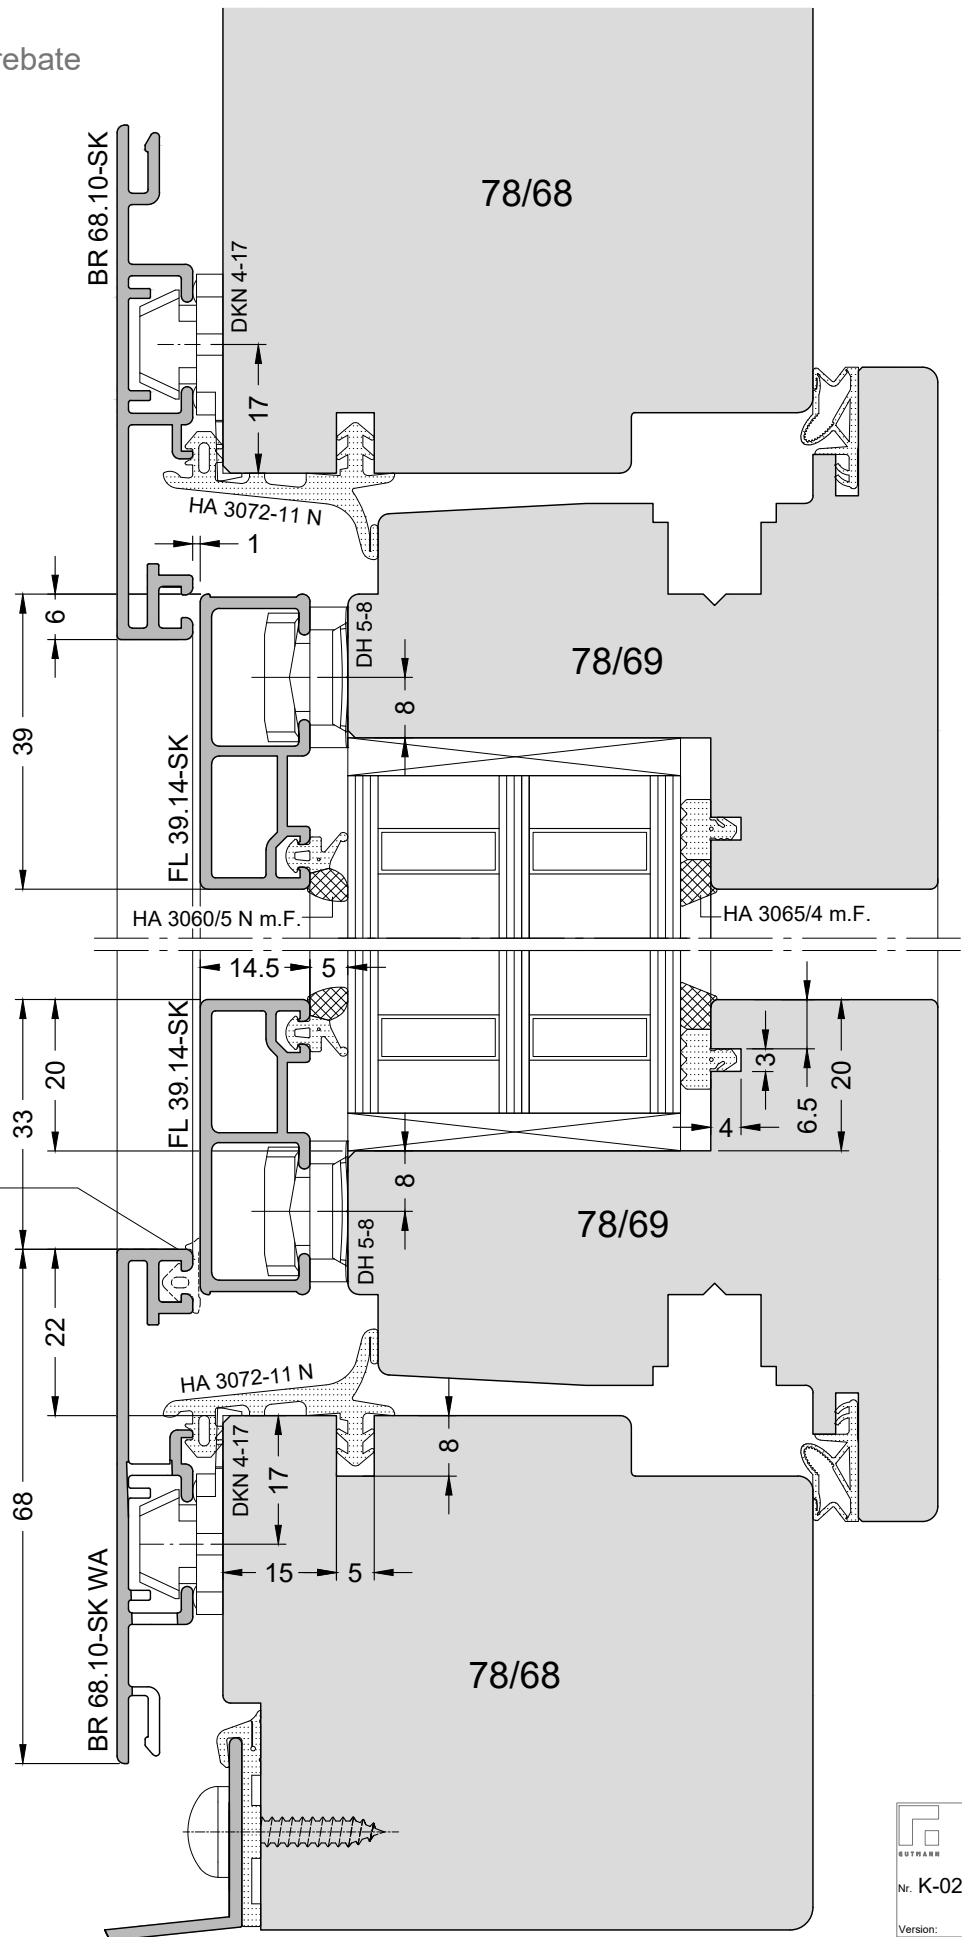 rebate
BR 68.10-SK
78/68
DKN 4-17
17
HA 3072-11 N
1
6
39
DH 5-8
78/69
8
FL 39.14-SK
HA 3060/5 N m.F.
HA 3065/4 m.F.
14.5
5
FL 39.14-SK
20
33
3
20
6.5
4
8
78/69
DH 5-8
22
HA 3072-11 N
8
DKN 4-17
17
68
15
5
BR 68.10-SK WA
78/68
GUTMANN
Nr. K-02
Version: